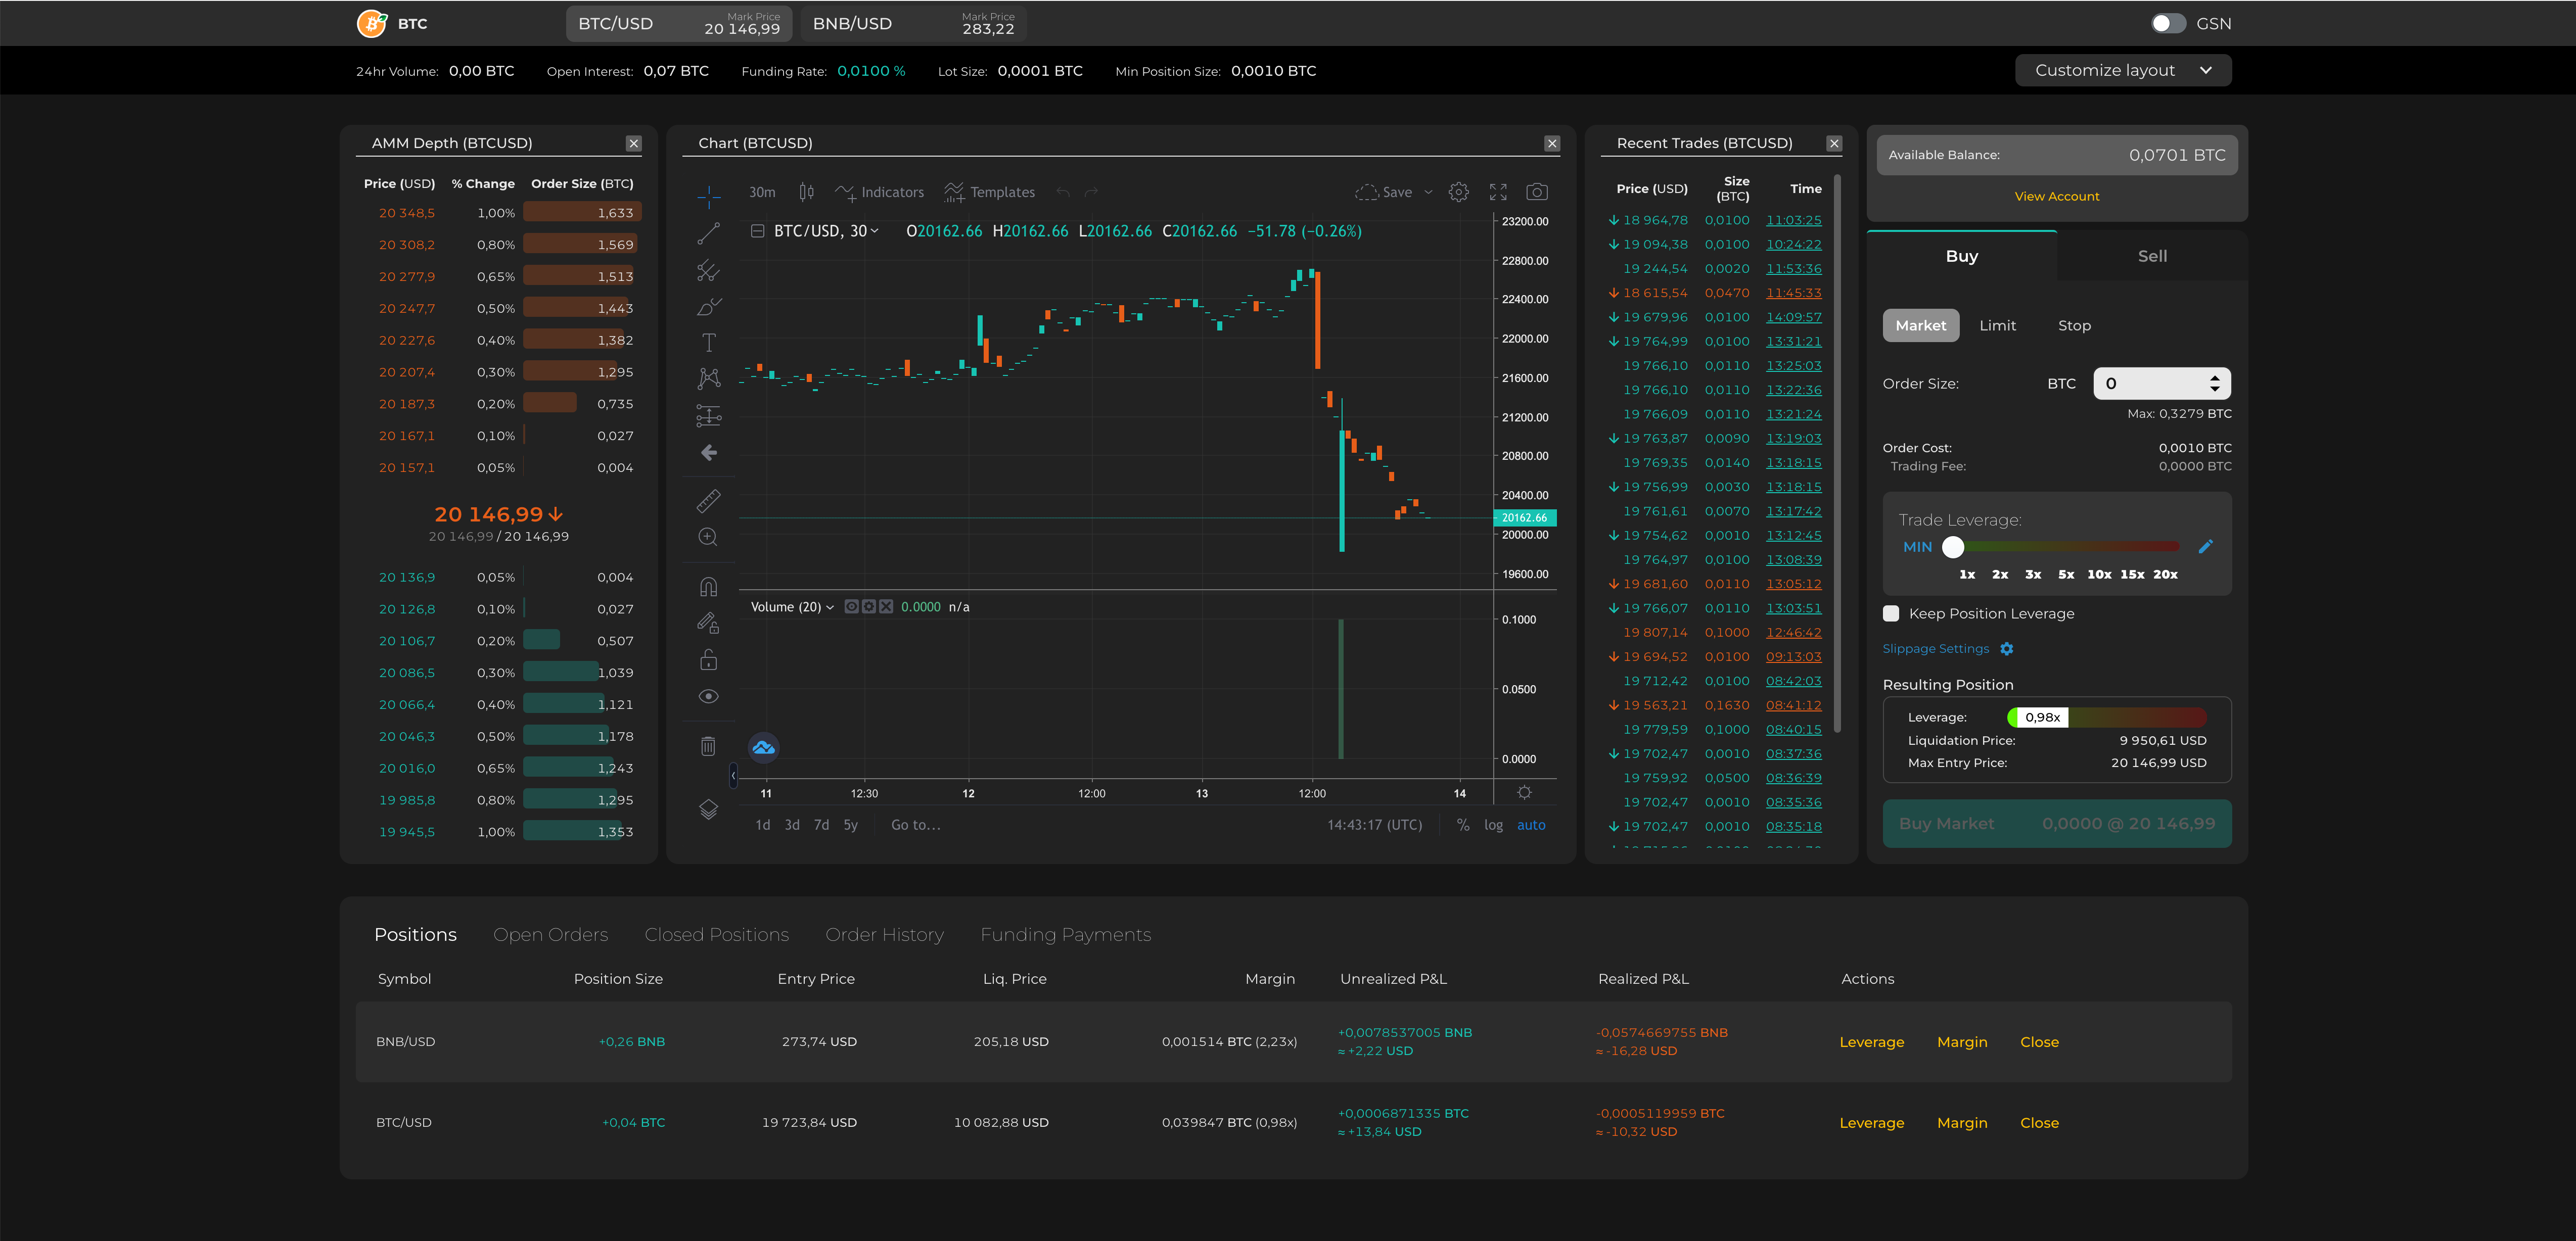 BTC
BTC/USD Mark Price 20 146,99
BNB/USD Mark Price 283,22
GSN
24hr Volume: 0,00 BTC Open Interest: 0,07 BTC Funding Rate: 0,0100 % Lot Size: 0,0001 BTC Min Position Size: 0,0010 BTC
Customize layout
AMM Depth (BTCUSD)
Price (USD) % Change Order Size (BTC)
20 348,5 1,00% 1,633
20 308,2 0,80% 1,569
20 277,9 0,65% 1,513
20 247,7 0,50% 1,443
20 227,6 0,40% 1,382
20 207,4 0,30% 1,295
20 187,3 0,20% 0,735
20 167,1 0,10% 0,027
20 157,1 0,05% 0,004
20 146,99↓
20 146,99 / 20 146,99
20 136,9 0,05% 0,004
20 126,8 0,10% 0,027
20 106,7 0,20% 0,507
20 086,5 0,30% 1,039
20 066,4 0,40% 1,121
20 046,3 0,50% 1,178
20 016,0 0,65% 1,243
19 985,8 0,80% 1,295
19 945,5 1,00% 1,353
Chart (BTCUSD)
30m Indicators Templates Save
BTC/USD, 30 O20162.66 H20162.66 L20162.66 C20162.66 −51.78 (−0.26%)
23200.00
22800.00
22400.00
22000.00
21600.00
21200.00
20800.00
20400.00
20162.66
20000.00
19600.00
Volume (20) 0.0000 n/a
0.1000
0.0500
0.0000
11 12:30 12 12:00 13 12:00 14
1d 3d 7d 5y Go to... 14:43:17 (UTC) % log auto
Recent Trades (BTCUSD)
Price (USD) Size (BTC) Time
↓ 18 964,78 0,0100 11:03:25
↓ 19 094,38 0,0100 10:24:22
19 244,54 0,0020 11:53:36
↓ 18 615,54 0,0470 11:45:33
↓ 19 679,96 0,0100 14:09:57
↓ 19 764,99 0,0100 13:31:21
19 766,10 0,0110 13:25:03
19 766,10 0,0110 13:22:36
19 766,09 0,0110 13:21:24
↓ 19 763,87 0,0090 13:19:03
19 769,35 0,0140 13:18:15
↓ 19 756,99 0,0030 13:18:15
19 761,61 0,0070 13:17:42
↓ 19 754,62 0,0010 13:12:45
19 764,97 0,0100 13:08:39
↓ 19 681,60 0,0110 13:05:12
↓ 19 766,07 0,0110 13:03:51
19 807,14 0,1000 12:46:42
↓ 19 694,52 0,0100 09:13:03
19 712,42 0,0100 08:42:03
↓ 19 563,21 0,1630 08:41:12
19 779,59 0,1000 08:40:15
↓ 19 702,47 0,0010 08:37:36
19 759,92 0,0500 08:36:39
19 702,47 0,0010 08:35:36
↓ 19 702,47 0,0010 08:35:18
Available Balance: 0,0701 BTC
View Account
Buy Sell
Market Limit Stop
Order Size: BTC 0
Max: 0,3279 BTC
Order Cost: 0,0010 BTC
Trading Fee: 0,0000 BTC
Trade Leverage:
MIN
1x 2x 3x 5x 10x 15x 20x
Keep Position Leverage
Slippage Settings
Resulting Position
Leverage: 0,98x
Liquidation Price: 9 950,61 USD
Max Entry Price: 20 146,99 USD
Buy Market 0,0000 @ 20 146,99
Positions Open Orders Closed Positions Order History Funding Payments
Symbol Position Size Entry Price Liq. Price Margin Unrealized P&L Realized P&L Actions
BNB/USD +0,26 BNB 273,74 USD 205,18 USD 0,001514 BTC (2,23x) +0,0078537005 BNB -0,0574669755 BNB Leverage Margin Close
≈ +2,22 USD ≈ -16,28 USD
BTC/USD +0,04 BTC 19 723,84 USD 10 082,88 USD 0,039847 BTC (0,98x) +0,0006871335 BTC -0,0005119959 BTC Leverage Margin Close
≈ +13,84 USD ≈ -10,32 USD